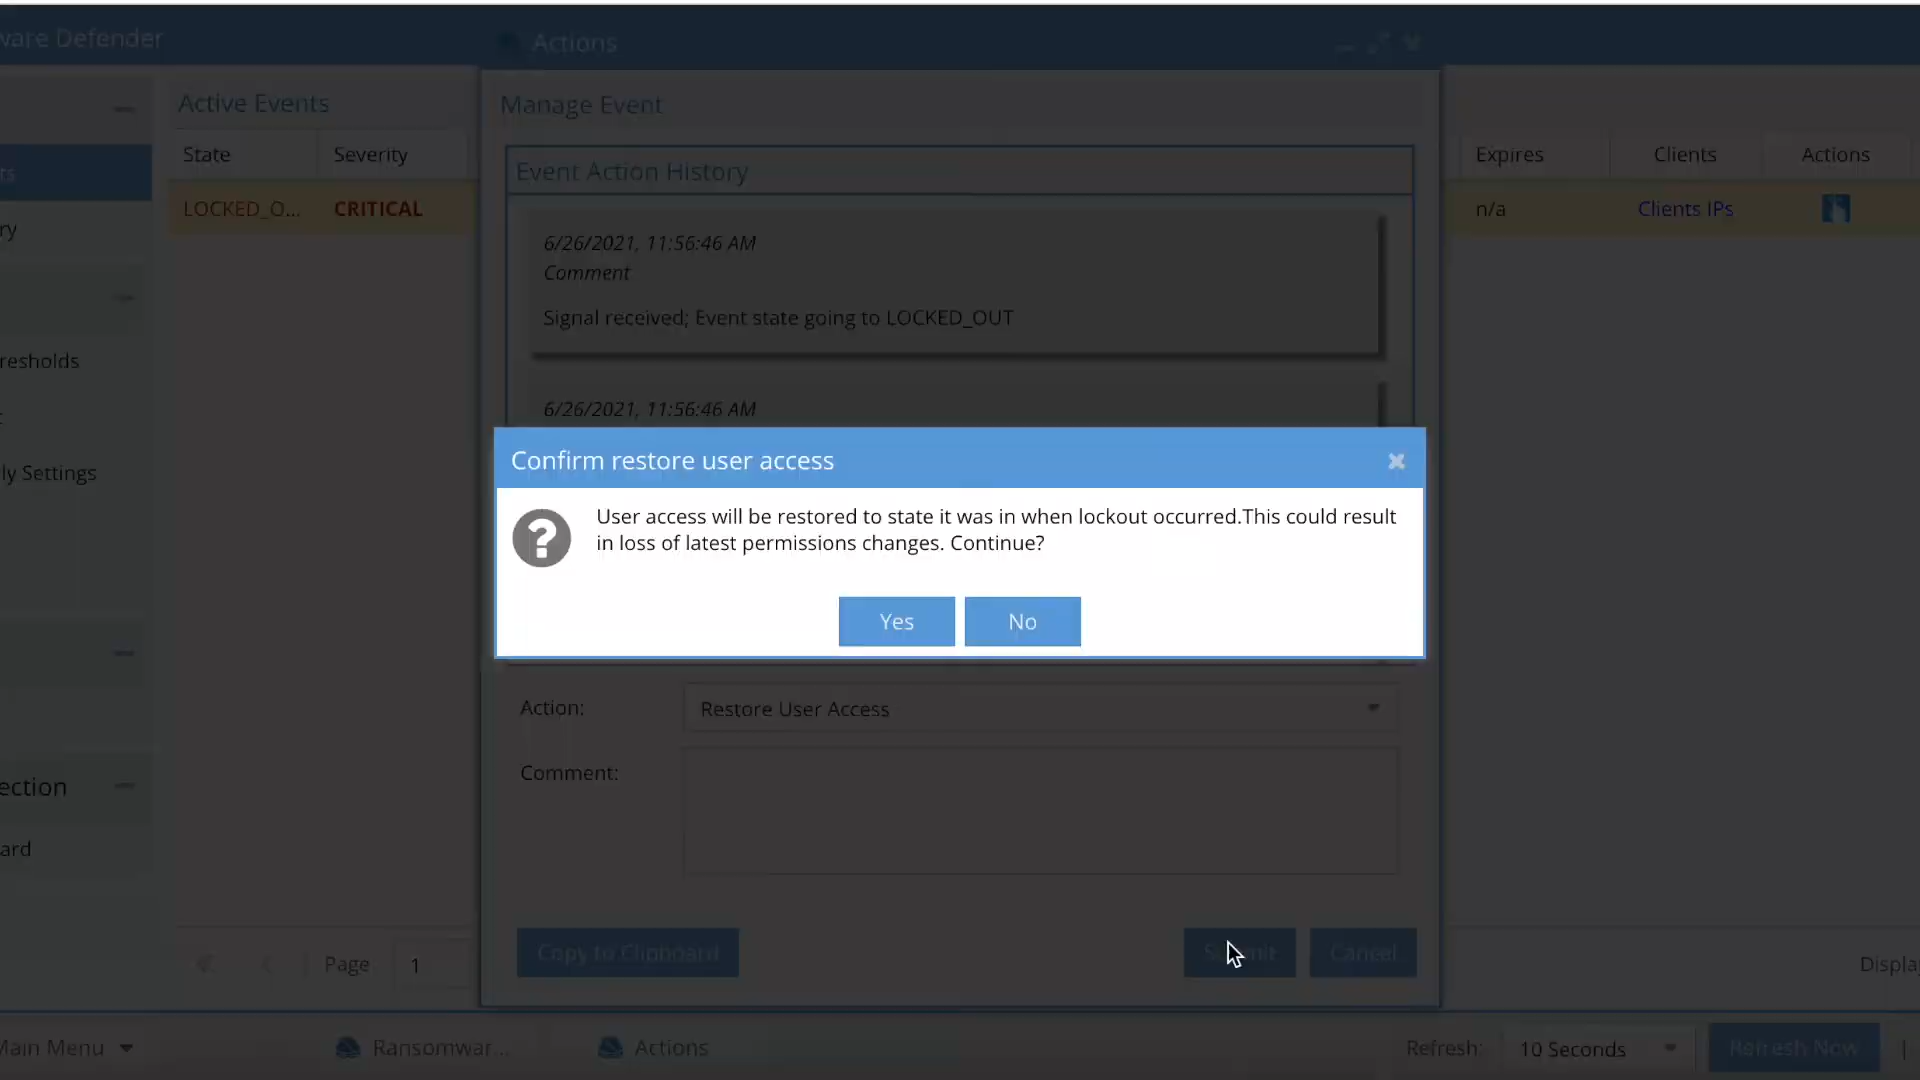 ware Defender
Actions
Active Events
Manage Event
State
Severity
Expires
Clients
Actions
Event Action History
LOCKED_O...
CRITICAL
n/a
Clients IPs
ry
6/26/2021, 11:56:46 AM
Comment
Signal received; Event state going to LOCKED_OUT
resholds
6/26/2021, 11:56:46 AM
Confirm restore user access
ly Settings
User access will be restored to state it was in when lockout occurred.This could result
in loss of latest permissions changes. Continue?
Yes
No
Action:
Restore User Access
Comment:
ection
ard
Copy to Clipboard
Submit
Cancel
Page
1
Displa
Main Menu
Ransomwar...
Actions
Refresh:
10 Seconds
Refresh Now